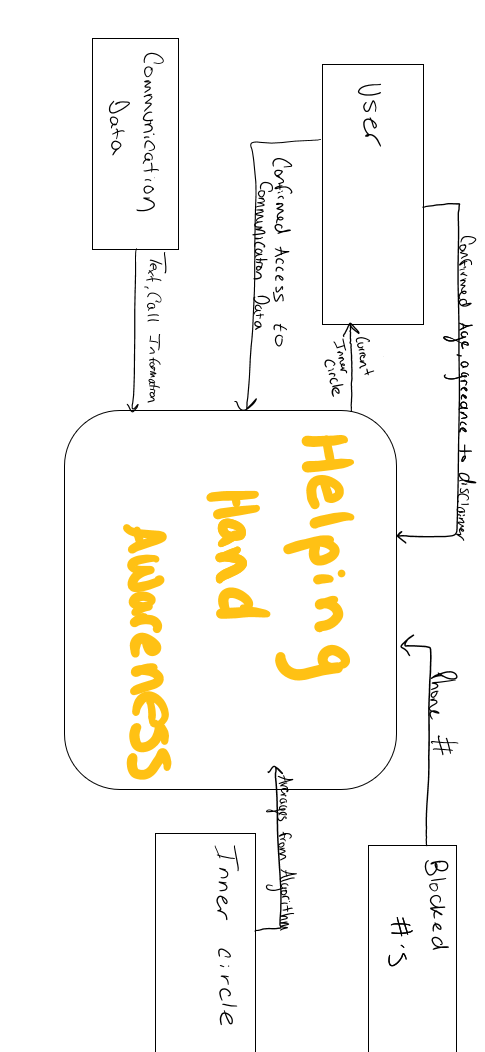 Confirmed Age, agreeance to disclaimer
User
Current
Inner
Circle
Confirmed Access to
Communication Data
Communication
Data
Text, Call Information
Helping
Hand
Awareness
Phone #
Blocked
#'s
Averages from Algorithm
Inner circle